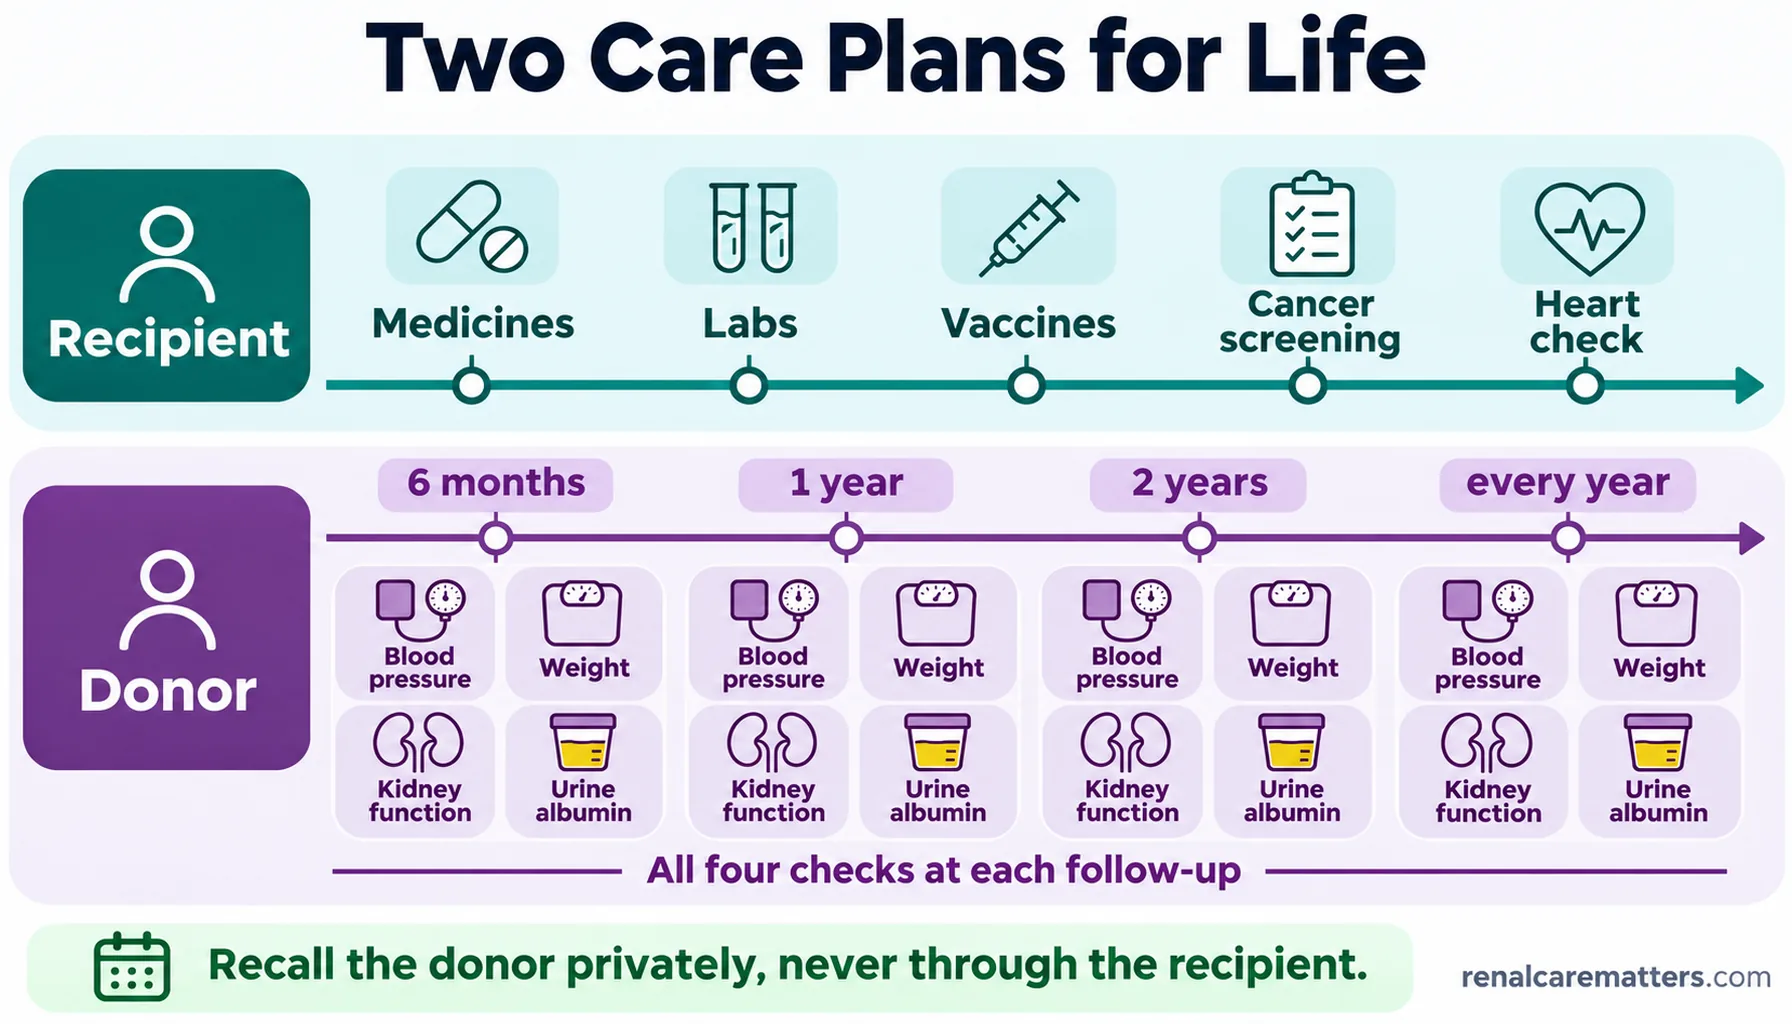 Two Care Plans for Life
Recipient
Medicines
Labs
Vaccines
Cancer
screening
Heart
check
Donor
6 months
1 year
2 years
every year
Blood
pressure
Weight
Kidney
function
Urine
albumin
Blood
pressure
Weight
Kidney
function
Urine
albumin
Blood
pressure
Weight
Kidney
function
Urine
albumin
Blood
pressure
Weight
Kidney
function
Urine
albumin
All four checks at each follow-up
Recall the donor privately, never through the recipient.
renalcarematters.com